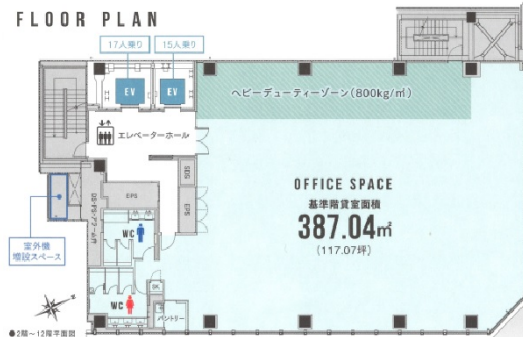 FLOOR PLAN
17人乗り
15人乗り
EV
EV
ヘビーデューティーゾーン(800kg/㎡)
エレベーターホール
OFFICE SPACE
基準階貸室面積
387.04㎡
(117.07坪)
SEG
EPS
EPS
WC
室外機
増設スペース
WC
SK
パントリー
N
●2階〜12階平面図